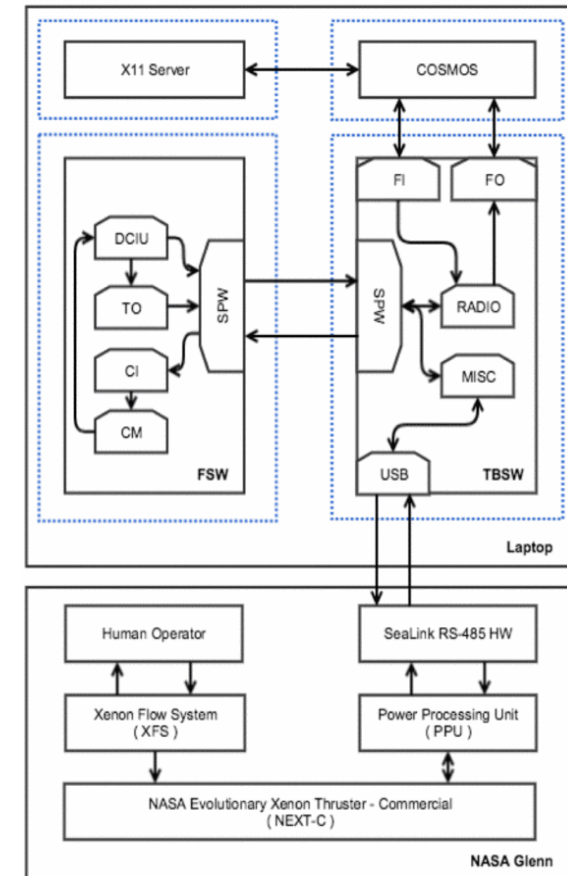 X11 Server
COSMOS
FI
FO
DCIU
TO
SPW
SPW
RADIO
CI
MISC
CM
USB
FSW
TBSW
Laptop
Human Operator
SeaLink RS-485 HW
Xenon Flow System
( XFS )
Power Processing Unit
( PPU )
NASA Evolutionary Xenon Thruster - Commercial
( NEXT-C )
NASA Glenn